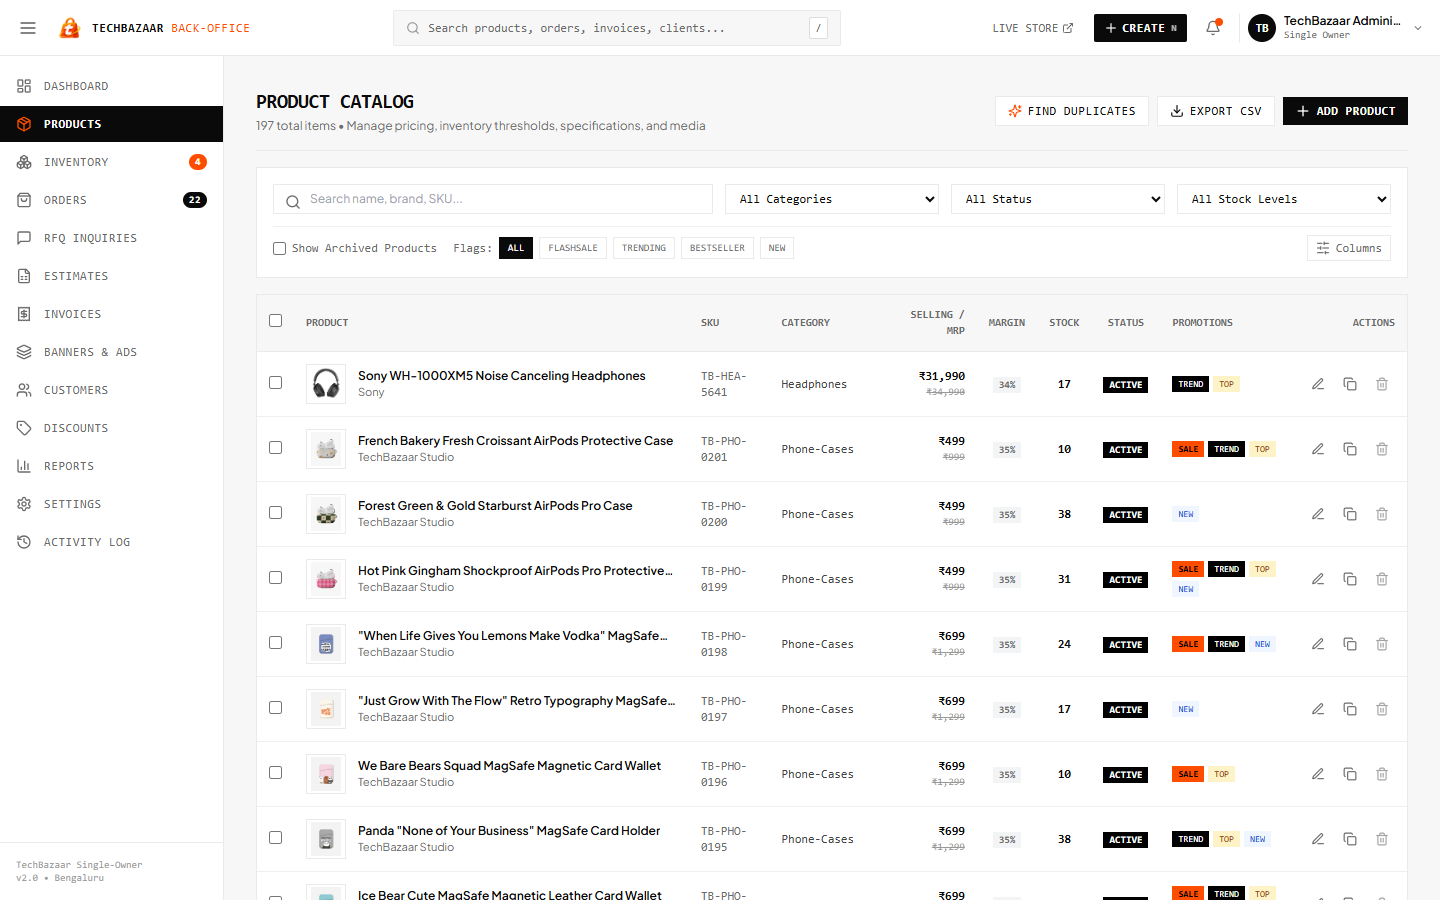 TECHBAZAAR BACK-OFFICE
Search products, orders, invoices, clients...
/
LIVE STORE
CREATE N
TB
TechBazaar Admini...
Single Owner
DASHBOARD
PRODUCTS
INVENTORY 4
ORDERS 22
RFQ INQUIRIES
ESTIMATES
INVOICES
BANNERS & ADS
CUSTOMERS
DISCOUNTS
REPORTS
SETTINGS
ACTIVITY LOG
TechBazaar Single-Owner
v2.0 • Bengaluru
PRODUCT CATALOG
197 total items • Manage pricing, inventory thresholds, specifications, and media
FIND DUPLICATES
EXPORT CSV
ADD PRODUCT
Search name, brand, SKU...
All Categories
All Status
All Stock Levels
Show Archived Products
Flags: ALL FLASHSALE TRENDING BESTSELLER NEW
Columns
PRODUCT SKU CATEGORY SELLING / MRP MARGIN STOCK STATUS PROMOTIONS ACTIONS
Sony WH-1000XM5 Noise Canceling Headphones
Sony
TB-HEA-
5641
Headphones
₹31,990
₹34,990
34%
17
ACTIVE
TREND TOP
French Bakery Fresh Croissant AirPods Protective Case
TechBazaar Studio
TB-PHO-
0201
Phone-Cases
₹499
₹999
35%
10
ACTIVE
SALE TREND TOP
Forest Green & Gold Starburst AirPods Pro Case
TechBazaar Studio
TB-PHO-
0200
Phone-Cases
₹499
₹999
35%
38
ACTIVE
NEW
Hot Pink Gingham Shockproof AirPods Pro Protective...
TechBazaar Studio
TB-PHO-
0199
Phone-Cases
₹499
₹999
35%
31
ACTIVE
SALE TREND TOP
NEW
"When Life Gives You Lemons Make Vodka" MagSafe...
TechBazaar Studio
TB-PHO-
0198
Phone-Cases
₹699
₹1,299
35%
24
ACTIVE
SALE TREND NEW
"Just Grow With The Flow" Retro Typography MagSafe...
TechBazaar Studio
TB-PHO-
0197
Phone-Cases
₹699
₹1,299
35%
17
ACTIVE
NEW
We Bare Bears Squad MagSafe Magnetic Card Wallet
TechBazaar Studio
TB-PHO-
0196
Phone-Cases
₹699
₹1,299
35%
10
ACTIVE
SALE TOP
Panda "None of Your Business" MagSafe Card Holder
TechBazaar Studio
TB-PHO-
0195
Phone-Cases
₹699
₹1,299
35%
38
ACTIVE
TREND TOP NEW
Ice Bear Cute MagSafe Magnetic Leather Card Wallet
TB-PHO-
₹699
SALE TREND TOP